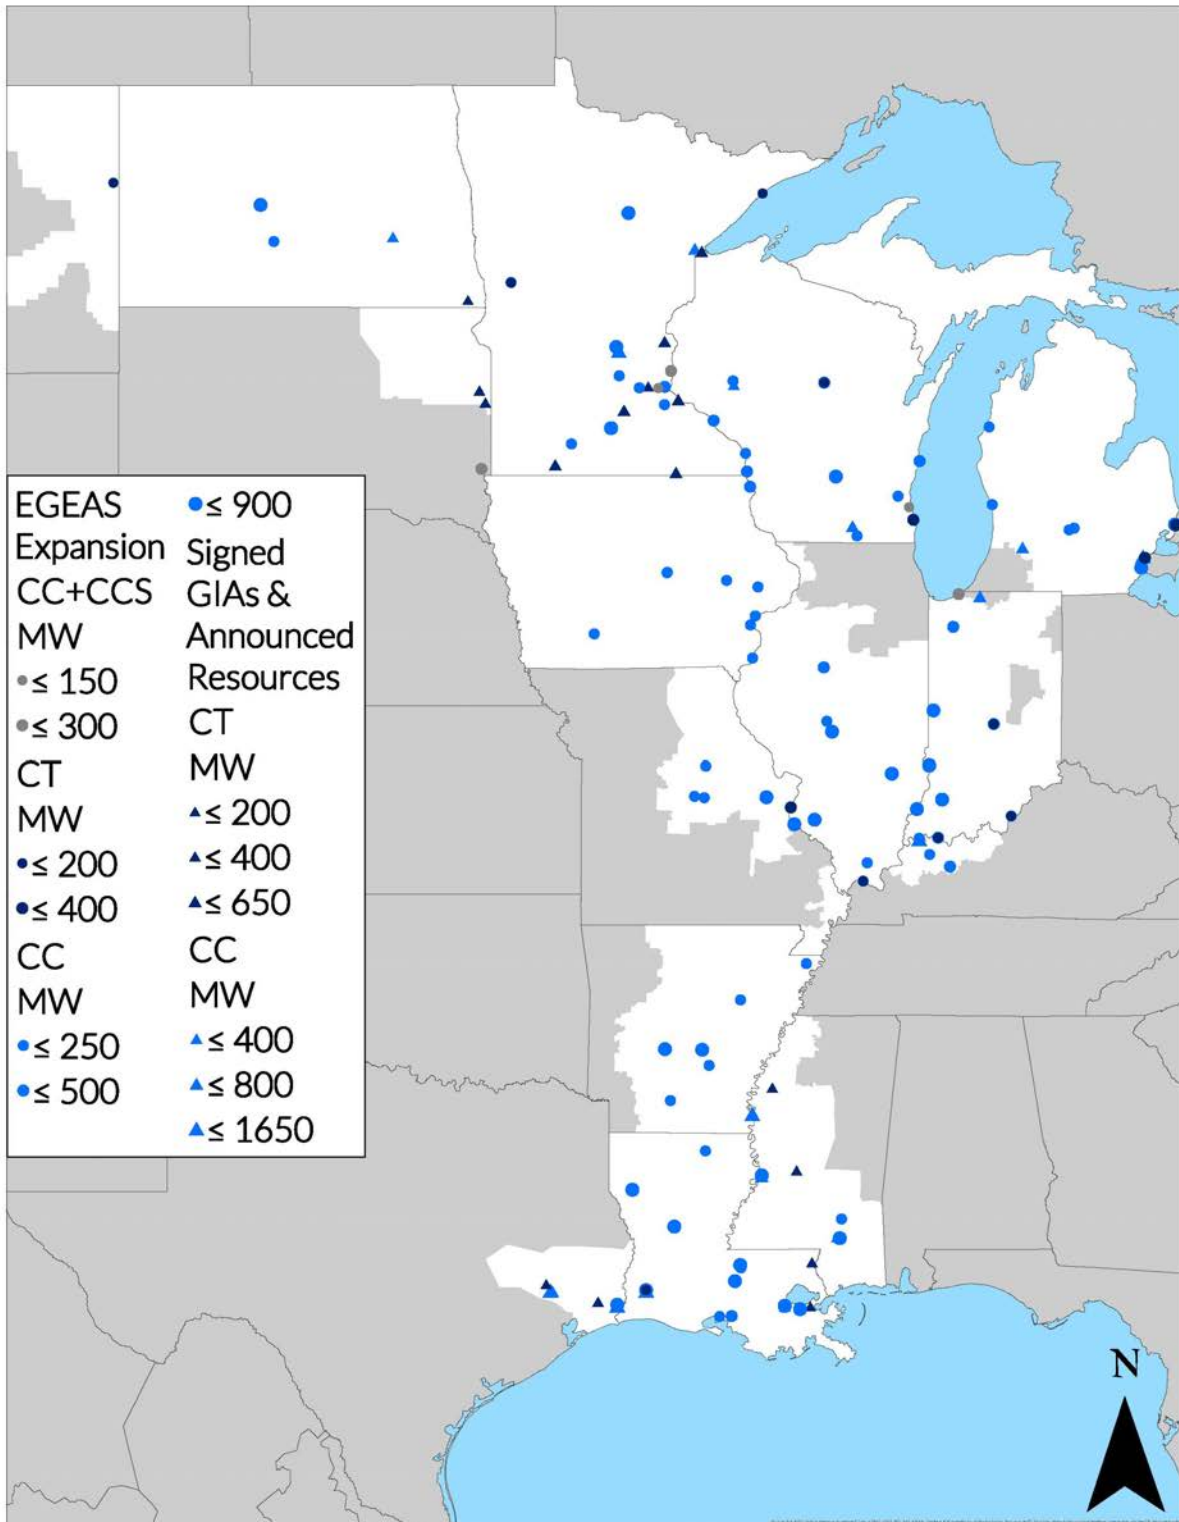 EGEAS
Expansion
CC+CCS
MW
≤ 150
≤ 300
CT
MW
≤ 200
≤ 400
CC
MW
≤ 250
≤ 500
≤ 900
Signed
GIAs &
Announced
Resources
CT
MW
≤ 200
≤ 400
≤ 650
CC
MW
≤ 400
≤ 800
≤ 1650
N